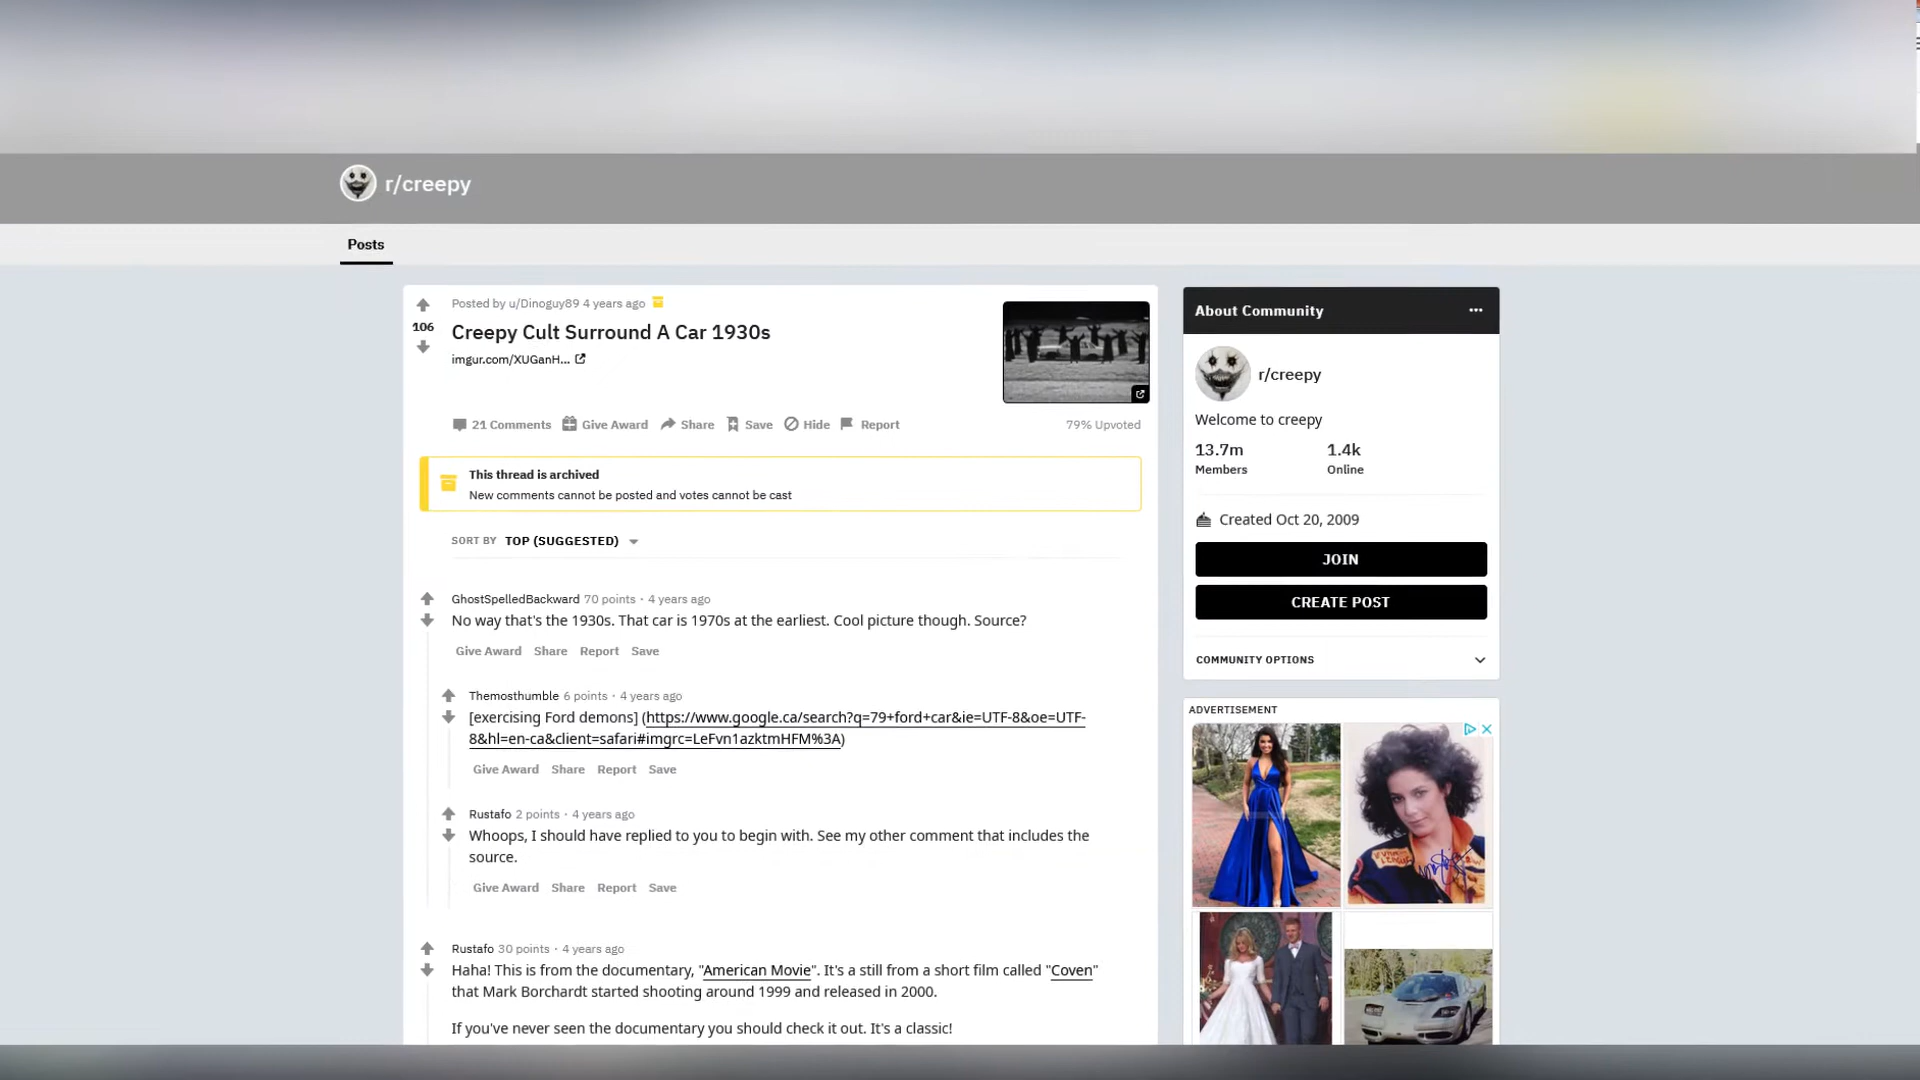 r/creepy
Posts
Posted by u/Dinoguy89 4 years ago
106
Creepy Cult Surround A Car 1930s
imgur.com/XUGanH...
21 Comments Give Award Share Save Hide Report
79% Upvoted
This thread is archived
New comments cannot be posted and votes cannot be cast
SORT BY TOP (SUGGESTED)
GhostSpelledBackward 70 points · 4 years ago
No way that's the 1930s. That car is 1970s at the earliest. Cool picture though. Source?
Give Award Share Report Save
Themosthumble 6 points · 4 years ago
[exercising Ford demons] (https://www.google.ca/search?q=79+ford+car&ie=UTF-8&oe=UTF-
8&hl=en-ca&client=safari#imgrc=LeFvn1azktmHFM%3A)
Give Award Share Report Save
Rustafo 2 points · 4 years ago
Whoops, I should have replied to you to begin with. See my other comment that includes the
source.
Give Award Share Report Save
Rustafo 30 points · 4 years ago
Haha! This is from the documentary, "American Movie". It's a still from a short film called "Coven"
that Mark Borchardt started shooting around 1999 and released in 2000.
If you've never seen the documentary you should check it out. It's a classic!
About Community
r/creepy
Welcome to creepy
13.7m 1.4k
Members Online
Created Oct 20, 2009
JOIN
CREATE POST
COMMUNITY OPTIONS
ADVERTISEMENT